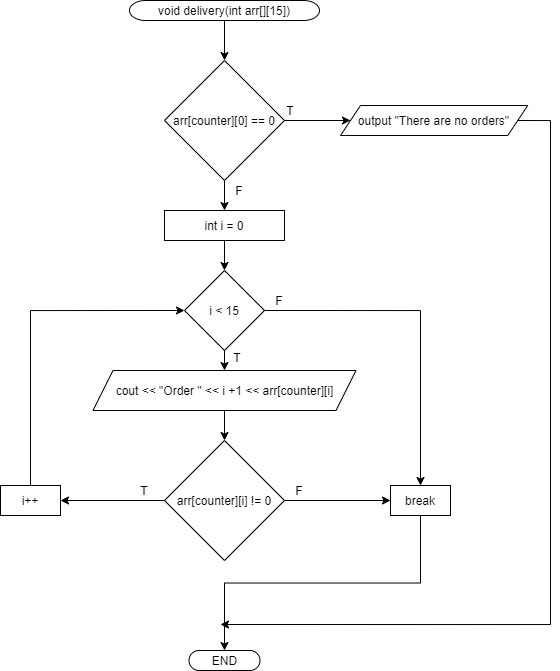 void delivery(int arr[][15])
arr[counter][0] == 0
T
output "There are no orders"
F
int i = 0
i < 15
F
T
cout << "Order " << i +1 << arr[counter][i]
i++
T
arr[counter][i] != 0
F
break
END